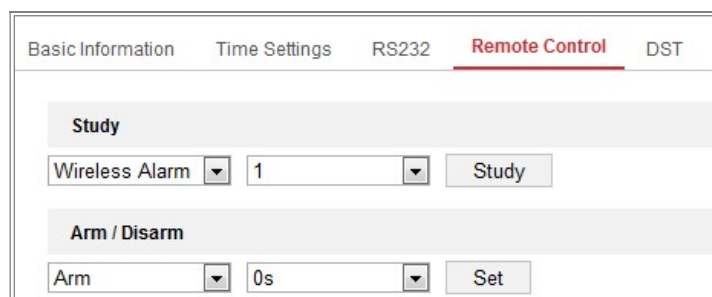 Basic Information Time Settings RS232 Remote Control DST
Study
Wireless Alarm 1 Study
Arm / Disarm
Arm 0s Set